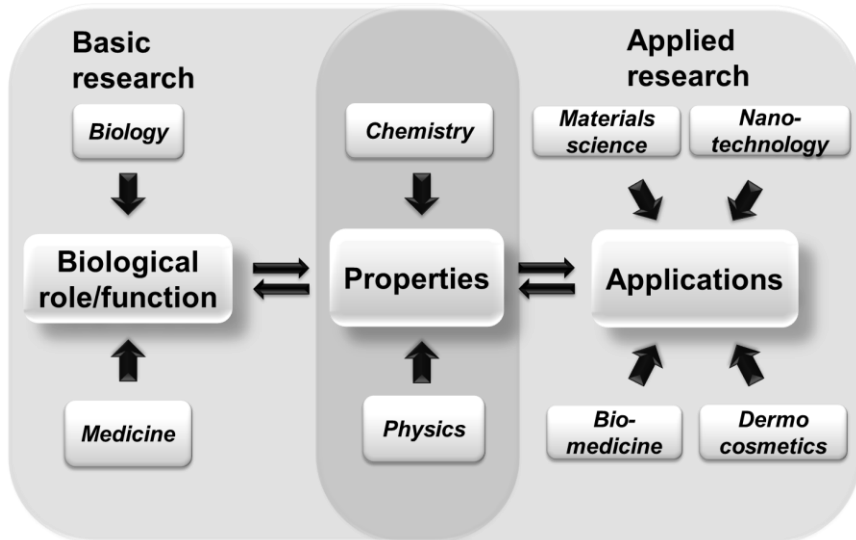 Basic
research
Applied
research
Biology
Chemistry
Materials
science
Nano-
technology
Biological
role/function
Properties
Applications
Medicine
Physics
Bio-
medicine
Dermo
cosmetics